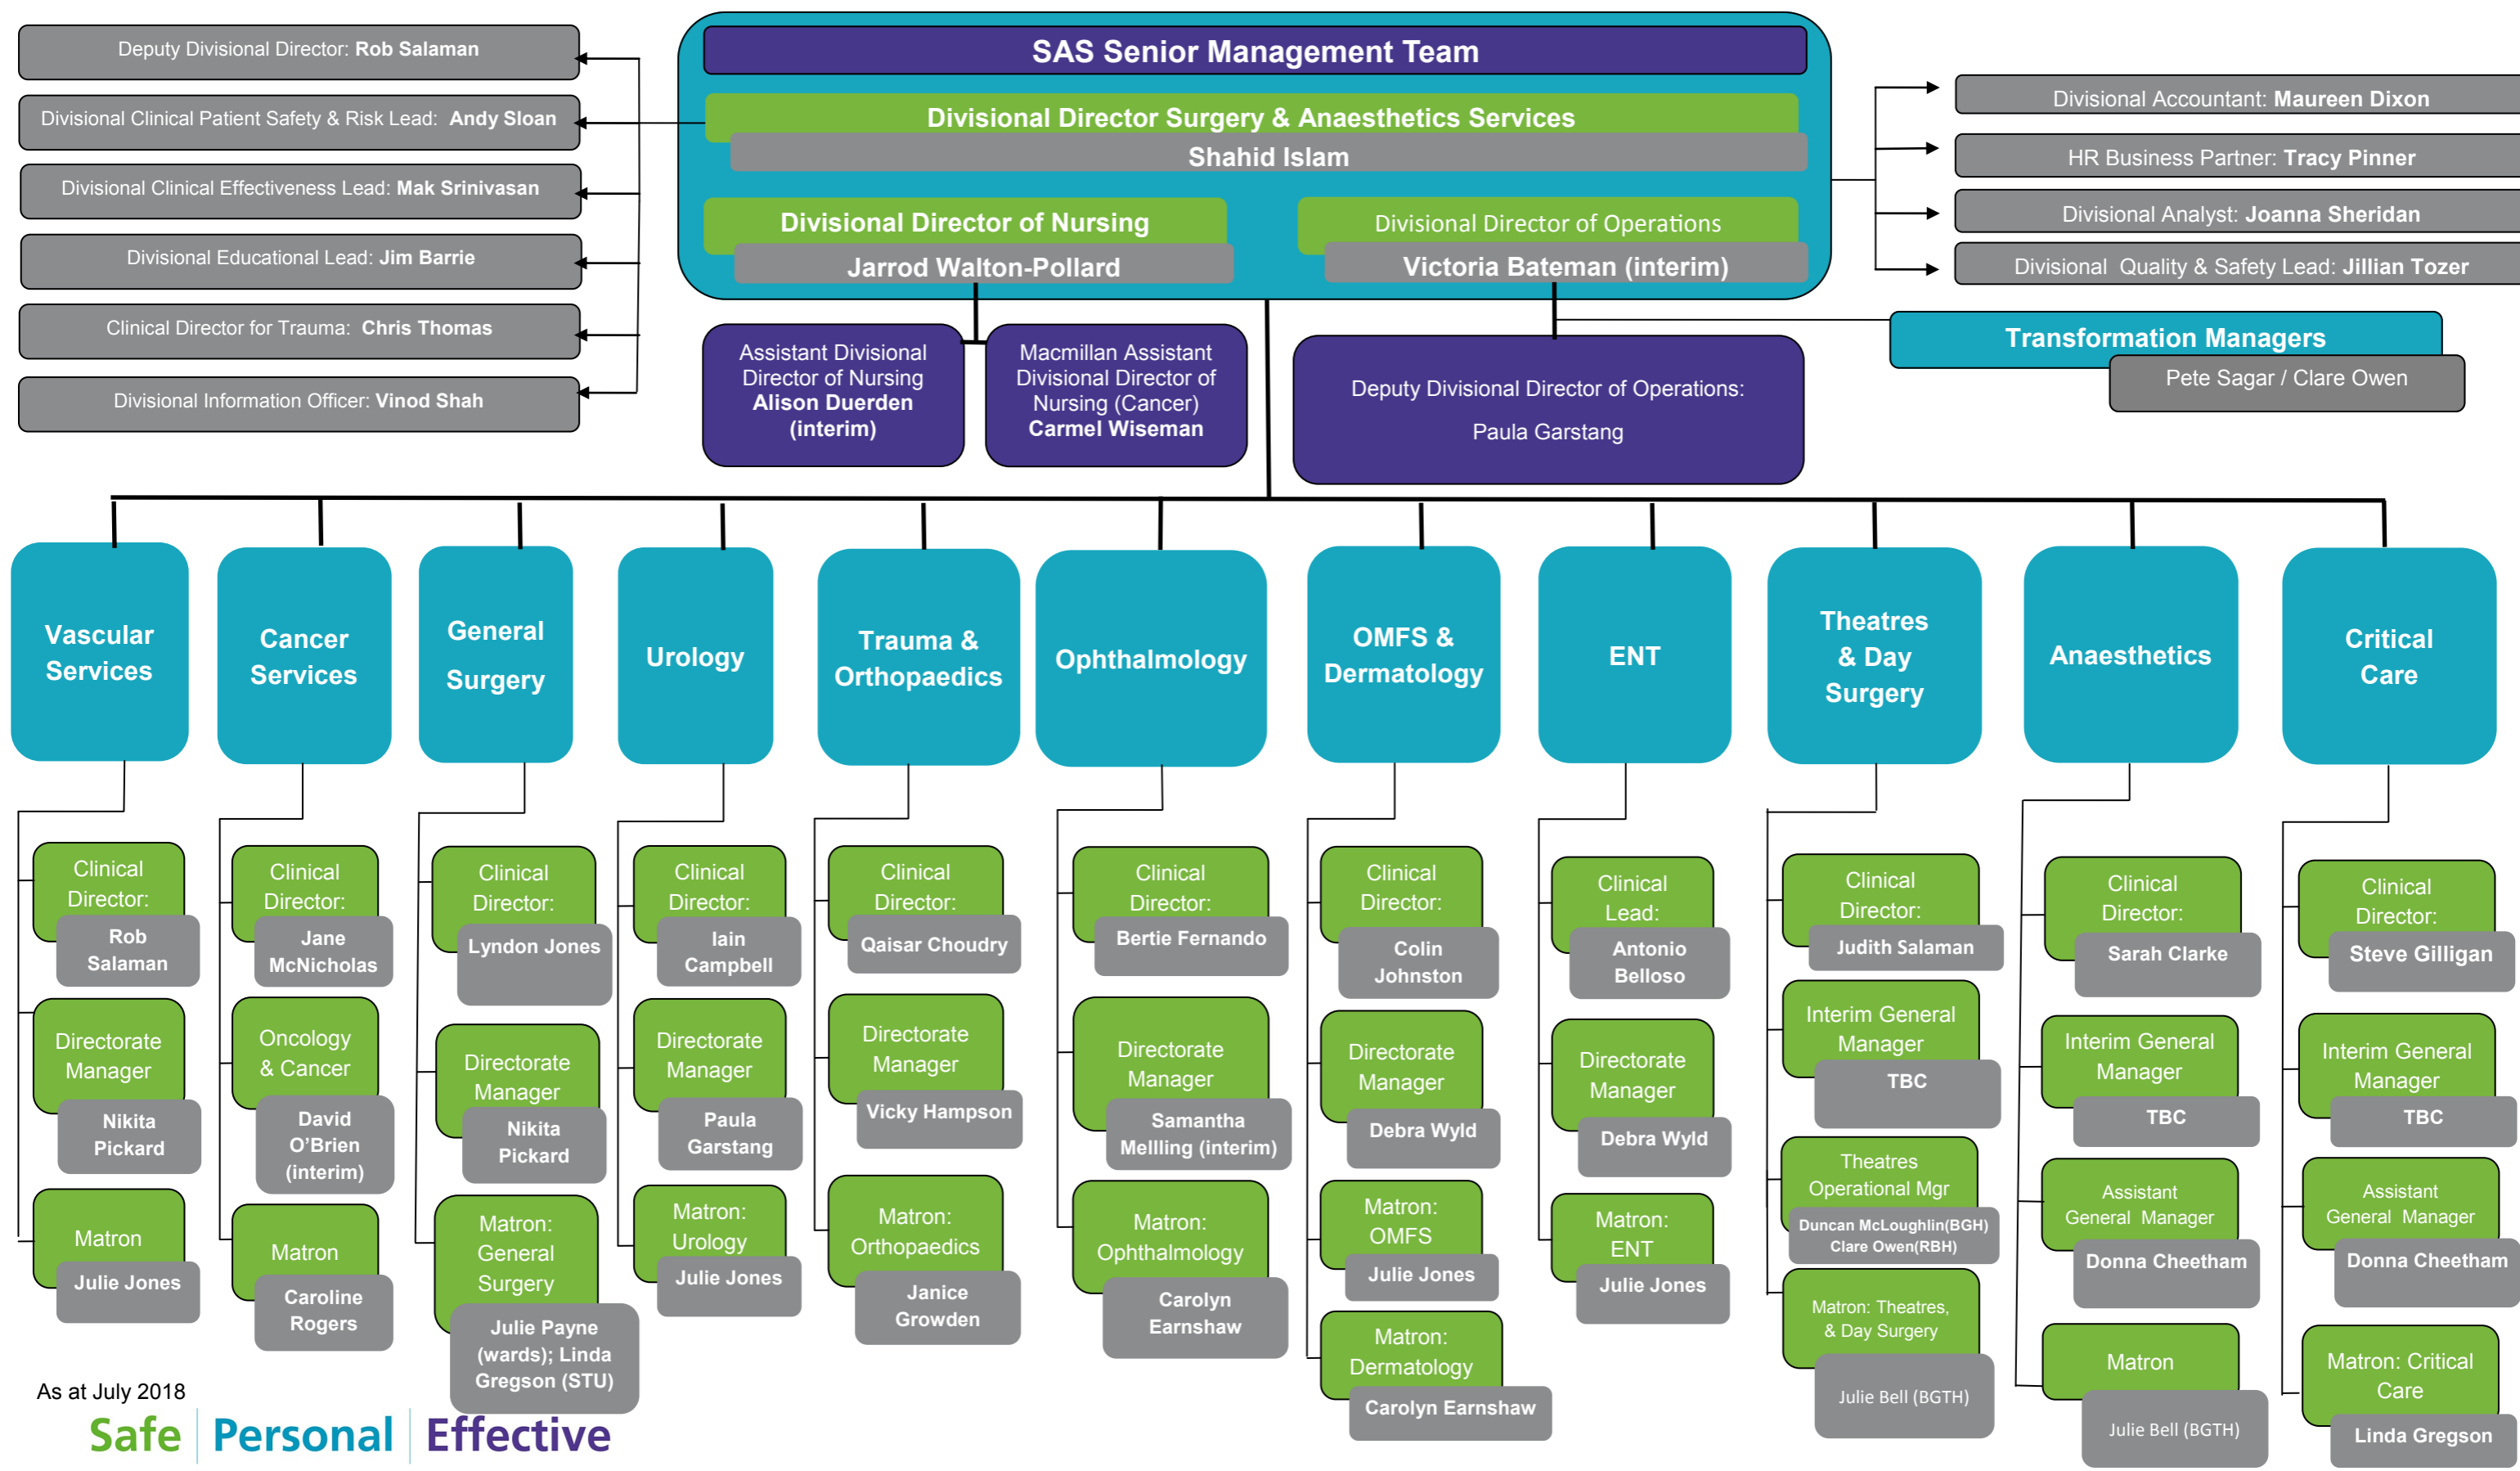 SAS Senior Management Team
Divisional Director Surgery & Anaesthetics Services
Shahid Islam
Divisional Director of Nursing
Jarrod Walton-Pollard
Divisional Director of Operations
Victoria Bateman (interim)
Deputy Divisional Director: Rob Salaman
Divisional Clinical Patient Safety & Risk Lead: Andy Sloan
Divisional Clinical Effectiveness Lead: Mak Srinivasan
Divisional Educational Lead: Jim Barrie
Clinical Director for Trauma: Chris Thomas
Divisional Information Officer: Vinod Shah
Divisional Accountant: Maureen Dixon
HR Business Partner: Tracy Pinner
Divisional Analyst: Joanna Sheridan
Divisional Quality & Safety Lead: Jillian Tozer
Assistant Divisional
Director of Nursing
Alison Duerden
(interim)
Macmillan Assistant
Divisional Director of
Nursing (Cancer)
Carmel Wiseman
Deputy Divisional Director of Operations:
Paula Garstang
Transformation Managers
Pete Sagar / Clare Owen
Vascular
Services
Clinical
Director:
Rob
Salaman
Directorate
Manager
Nikita
Pickard
Matron
Julie Jones
Cancer
Services
Clinical
Director:
Jane
McNicholas
Oncology
& Cancer
David
O'Brien
(interim)
Matron
Caroline
Rogers
General
Surgery
Clinical
Director:
Lyndon Jones
Directorate
Manager
Nikita
Pickard
Matron:
General
Surgery
Julie Payne
(wards); Linda
Gregson (STU)
Urology
Clinical
Director:
Iain
Campbell
Directorate
Manager
Paula
Garstang
Matron:
Urology
Julie Jones
Trauma &
Orthopaedics
Clinical
Director:
Qaisar Choudry
Directorate
Manager
Vicky Hampson
Matron:
Orthopaedics
Janice
Growden
Ophthalmology
Clinical
Director:
Bertie Fernando
Directorate
Manager
Samantha
Mellling (interim)
Matron:
Ophthalmology
Carolyn
Earnshaw
OMFS &
Dermatology
Clinical
Director:
Colin
Johnston
Directorate
Manager
Debra Wyld
Matron:
OMFS
Julie Jones
Matron:
Dermatology
Carolyn Earnshaw
ENT
Clinical
Lead:
Antonio
Belloso
Directorate
Manager
Debra Wyld
Matron:
ENT
Julie Jones
Theatres
& Day
Surgery
Clinical
Director:
Judith Salaman
Interim General
Manager
TBC
Theatres
Operational Mgr
Duncan McLoughlin(BGH)
Clare Owen(RBH)
Matron: Theatres,
& Day Surgery
Julie Bell (BGTH)
Anaesthetics
Clinical
Director:
Sarah Clarke
Interim General
Manager
TBC
Assistant
General Manager
Donna Cheetham
Matron
Julie Bell (BGTH)
Critical
Care
Clinical
Director:
Steve Gilligan
Interim General
Manager
TBC
Assistant
General Manager
Donna Cheetham
Matron: Critical
Care
Linda Gregson
As at July 2018
Safe Personal Effective